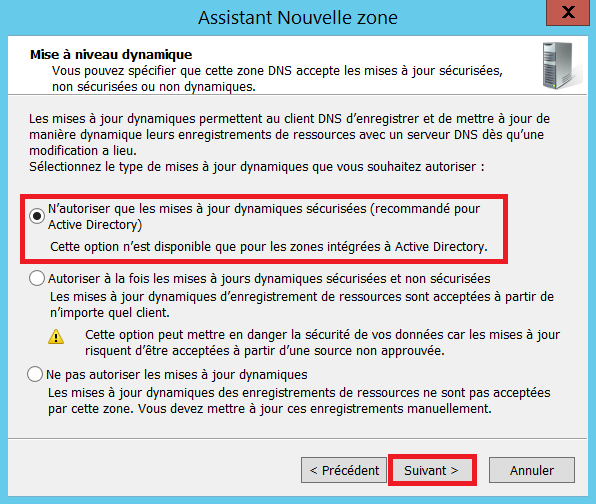 Assistant Nouvelle zone
X
Mise à niveau dynamique
Vous pouvez spécifier que cette zone DNS accepte les mises à jour sécurisées,
non sécurisées ou non dynamiques.
Les mises à jour dynamiques permettent au client DNS d'enregistrer et de mettre à jour de
manière dynamique leurs enregistrements de ressources avec un serveur DNS dès qu'une
modification a lieu.
Sélectionnez le type de mises à jour dynamiques que vous souhaitez autoriser :
N'autoriser que les mises à jour dynamiques sécurisées (recommandé pour
Active Directory)
Cette option n'est disponible que pour les zones intégrées à Active Directory.
Autoriser à la fois les mises à jours dynamiques sécurisées et non sécurisées
Les mises à jour dynamiques d'enregistrement de ressources sont acceptées à partir de
n'importe quel client.
Cette option peut mettre en danger la sécurité de vos données car les mises à jour
risquent d'être acceptées à partir d'une source non approuvée.
Ne pas autoriser les mises à jour dynamiques
Les mises à jour dynamiques des enregistrements de ressources ne sont pas acceptées
par cette zone. Vous devez mettre à jour ces enregistrements manuellement.
< Précédent
Suivant >
Annuler